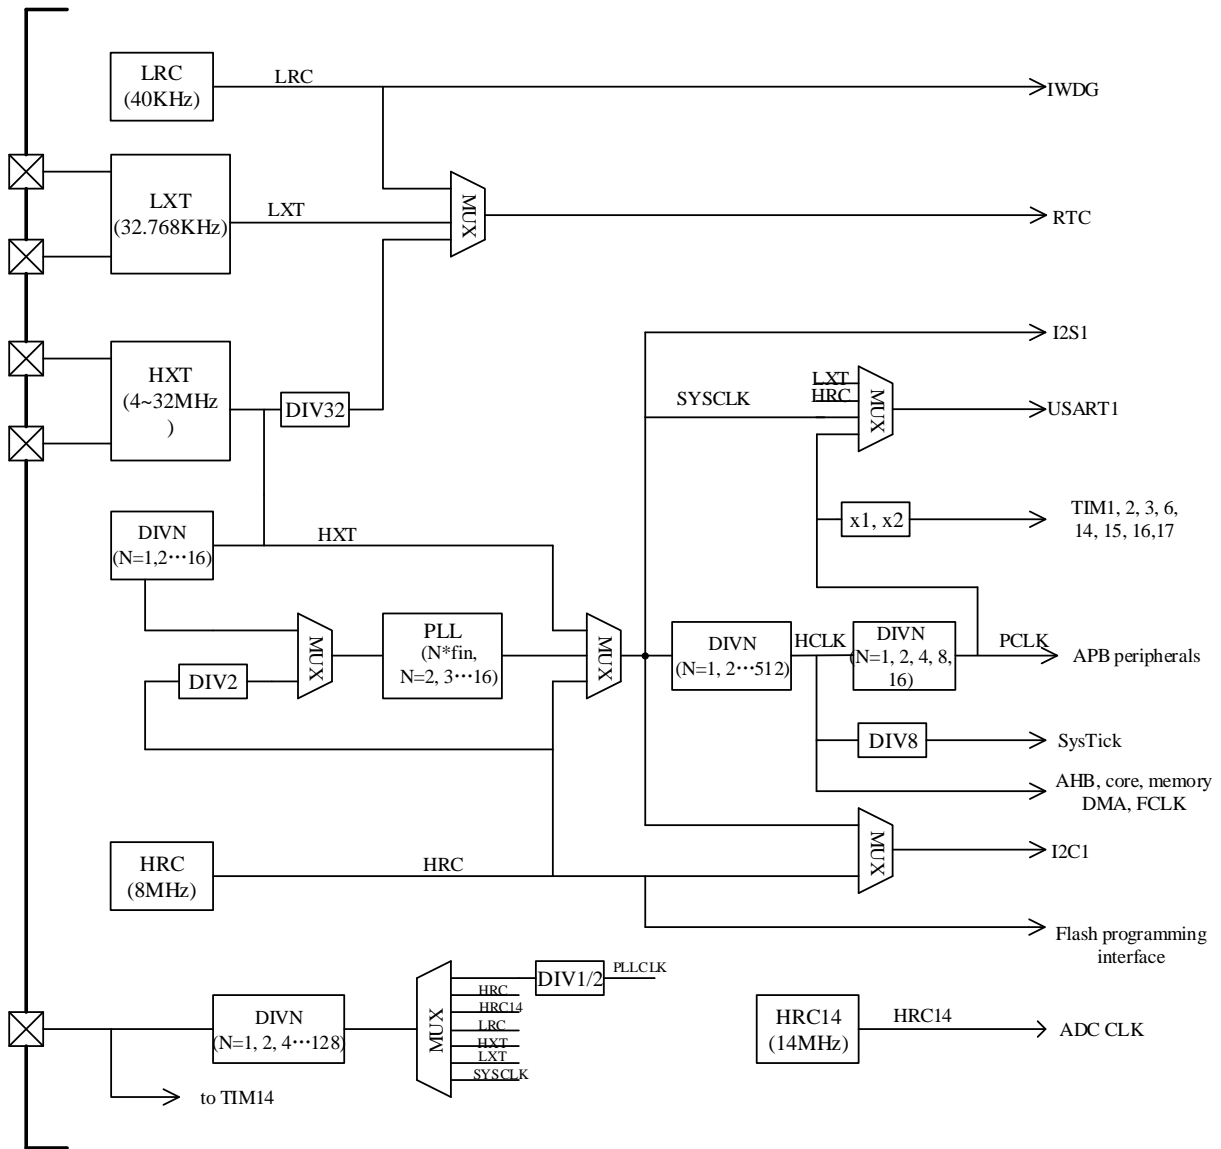 LRC
(40KHz)
LRC
IWDG
LXT
(32.768KHz)
LXT
MUX
RTC
I2S1
HXT
(4~32MHz
)
DIV32
SYSCLK
LXT
HRC
MUX
USART1
x1, x2
TIM1, 2, 3, 6,
14, 15, 16,17
DIVN
(N=1,2···16)
HXT
MUX
PLL
(N*fin,
N=2, 3···16)
MUX
DIVN
(N=1, 2···512)
HCLK
DIVN
(N=1, 2, 4, 8,
16)
PCLK
APB peripherals
DIV2
DIV8
SysTick
AHB, core, memory
DMA, FCLK
HRC
(8MHz)
HRC
MUX
I2C1
Flash programming
interface
DIVN
(N=1, 2, 4···128)
MUX
DIV1/2
PLLCLK
HRC
HRC14
LRC
HXT
LXT
SYSCLK
HRC14
(14MHz)
HRC14
ADC CLK
to TIM14